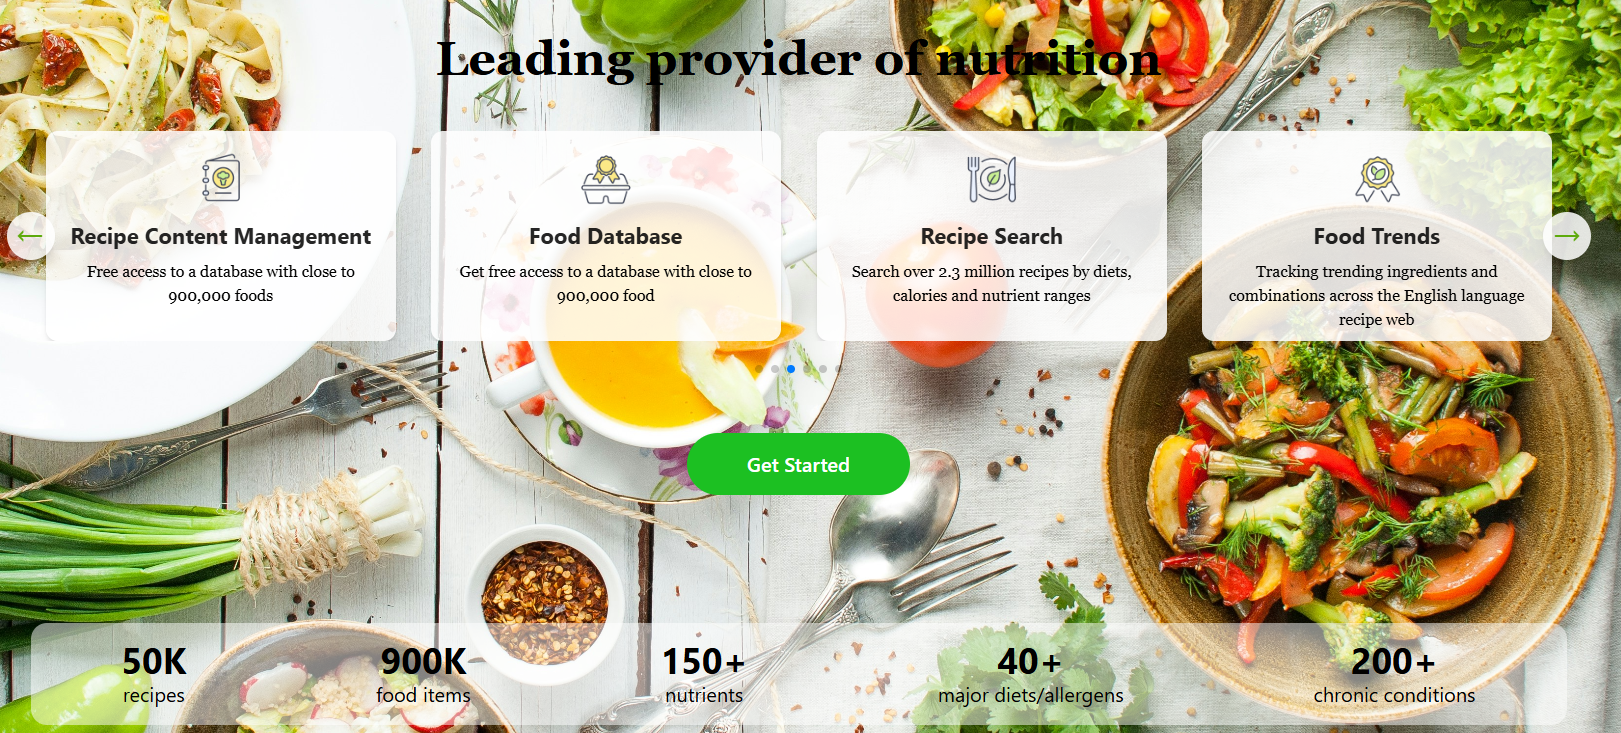 Leading provider of nutrition
Recipe Content Management
Free access to a database with close to
900,000 foods
Food Database
Get free access to a database with close to
900,000 food
Recipe Search
Search over 2.3 million recipes by diets,
calories and nutrient ranges
Food Trends
Tracking trending ingredients and
combinations across the English language
recipe web
Get Started
50K
recipes
900K
food items
150+
nutrients
40+
major diets/allergens
200+
chronic conditions